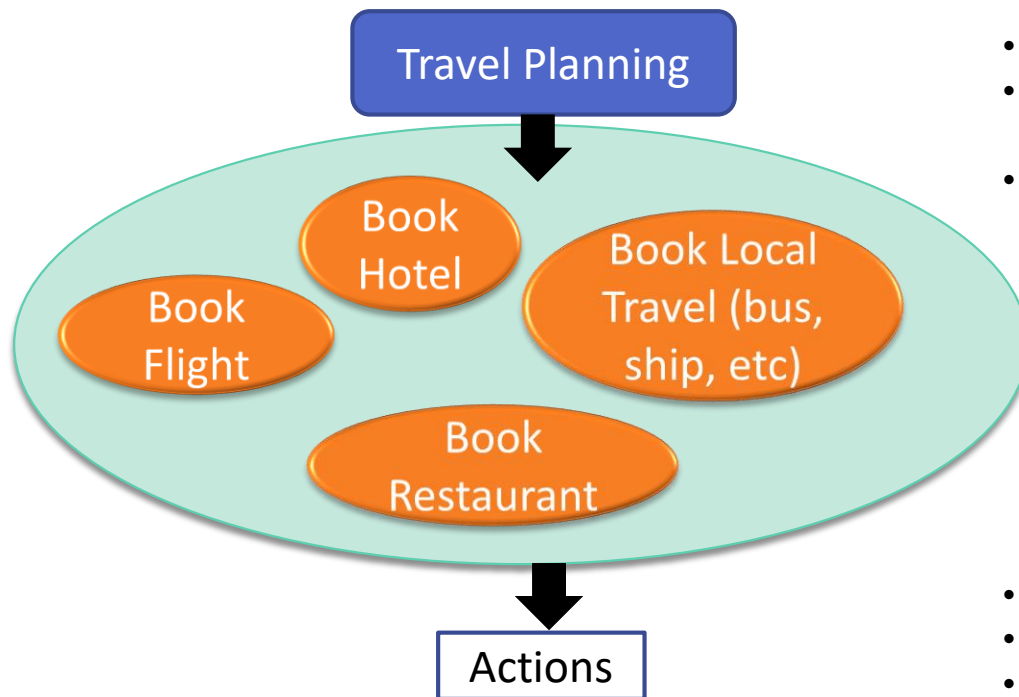 Travel Planning
Book
Hotel
Book Local
Travel (bus,
ship, etc)
Book
Flight
Book
Restaurant
Actions